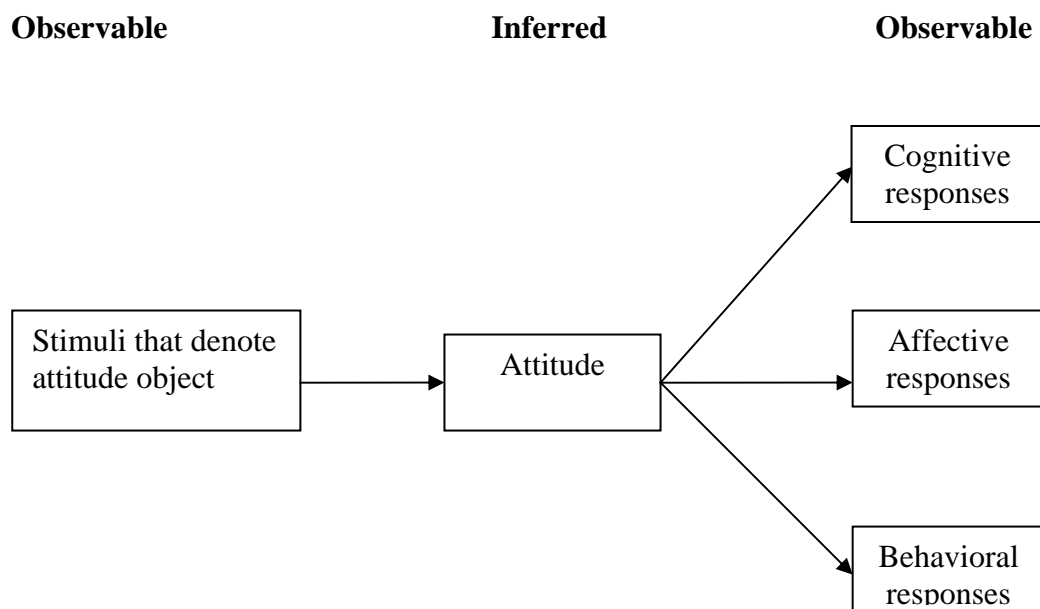 Observable Inferred Observable
Cognitive
responses
Stimuli that denote
attitude object
Attitude
Affective
responses
Behavioral
responses